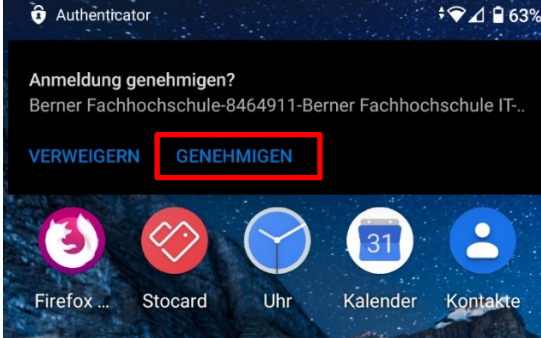 Authenticator 63%
Anmeldung genehmigen?
Berner Fachhochschule-8464911-Berner Fachhochschule IT-..
VERWEIGERN GENEHMIGEN
31
Firefox ... Stocard Uhr Kalender Kontakte